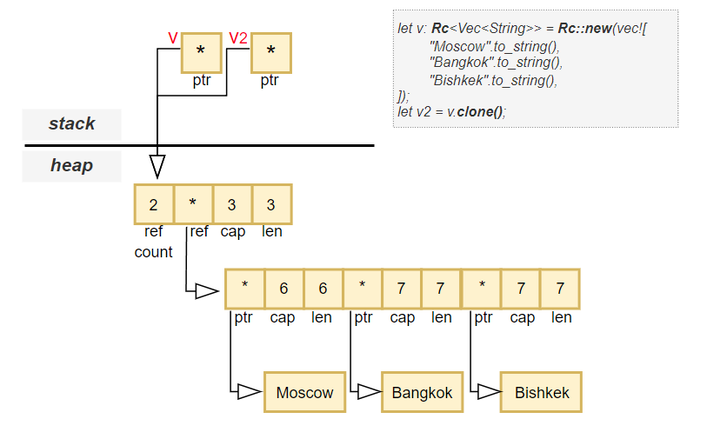 V * V2 *
ptr ptr
let v: Rc<Vec<String>> = Rc::new(vec![
"Moscow".to_string(),
"Bangkok".to_string(),
"Bishkek".to_string(),
]);
let v2 = v.clone();
stack
heap
2 * 3 3
ref count ref cap len
* 6 6 * 7 7 * 7 7
ptr cap len ptr cap len ptr cap len
Moscow Bangkok Bishkek